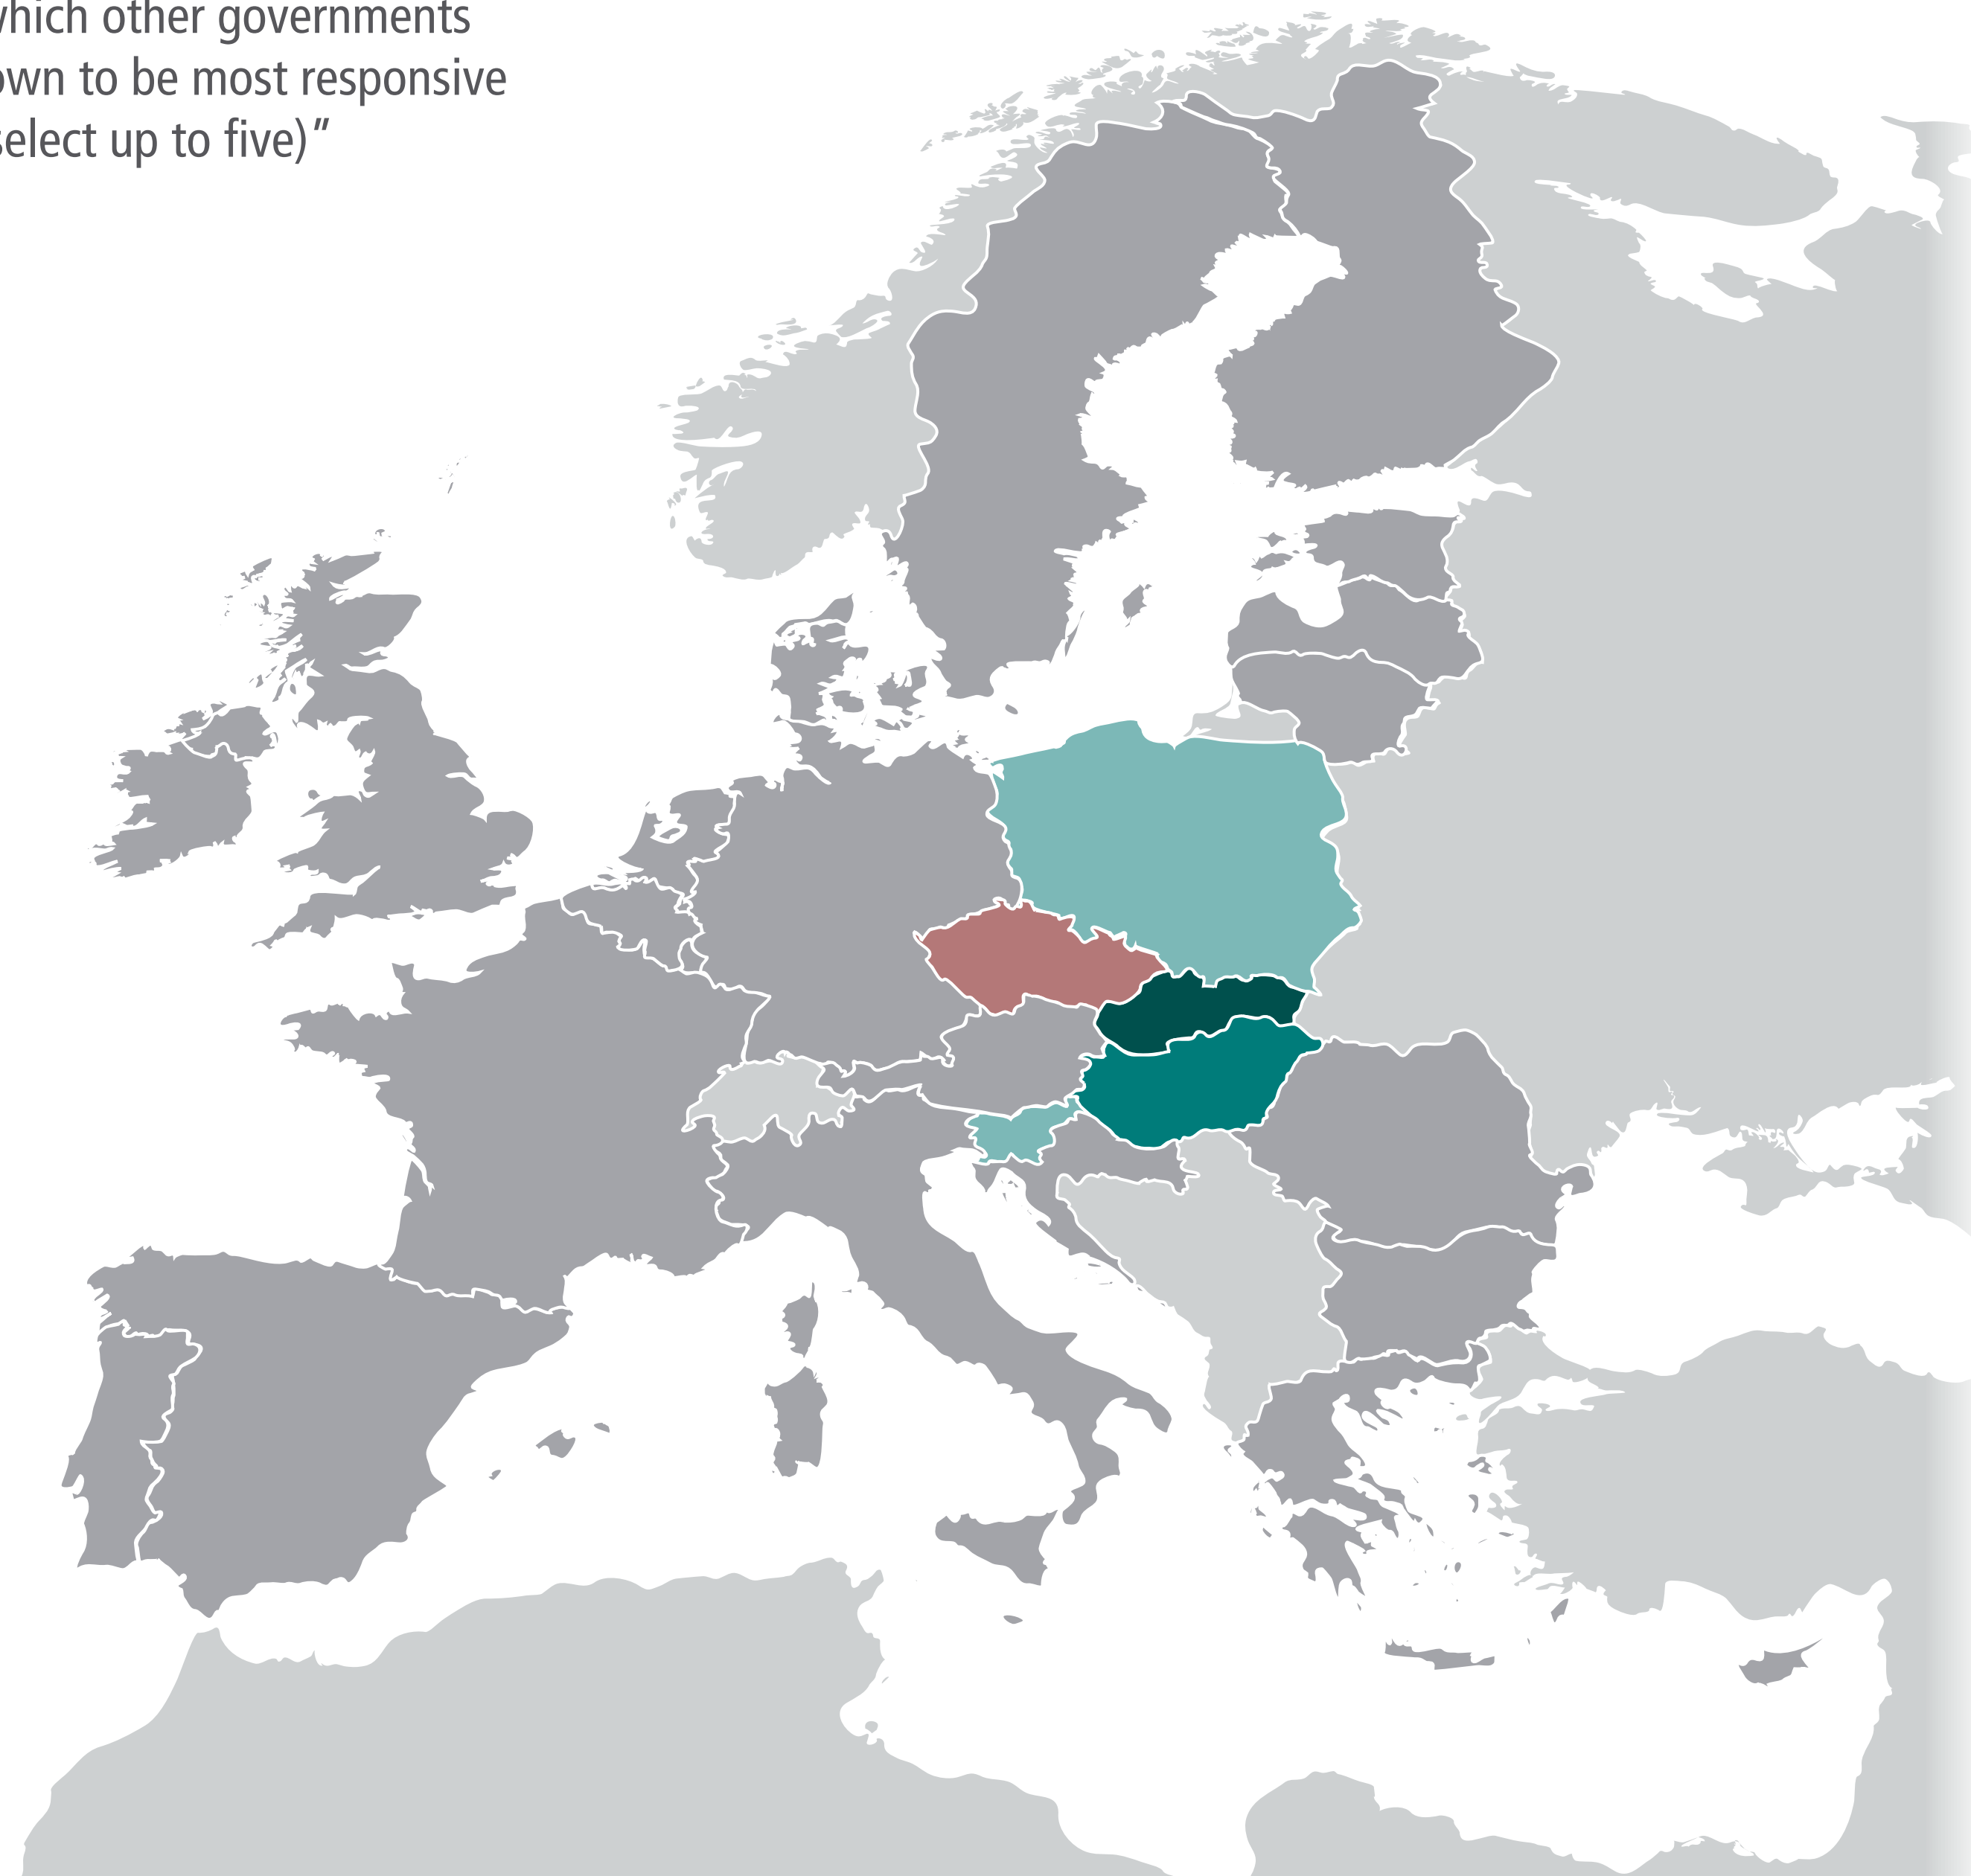 which other governments
own to be most responsive
select up to five)”